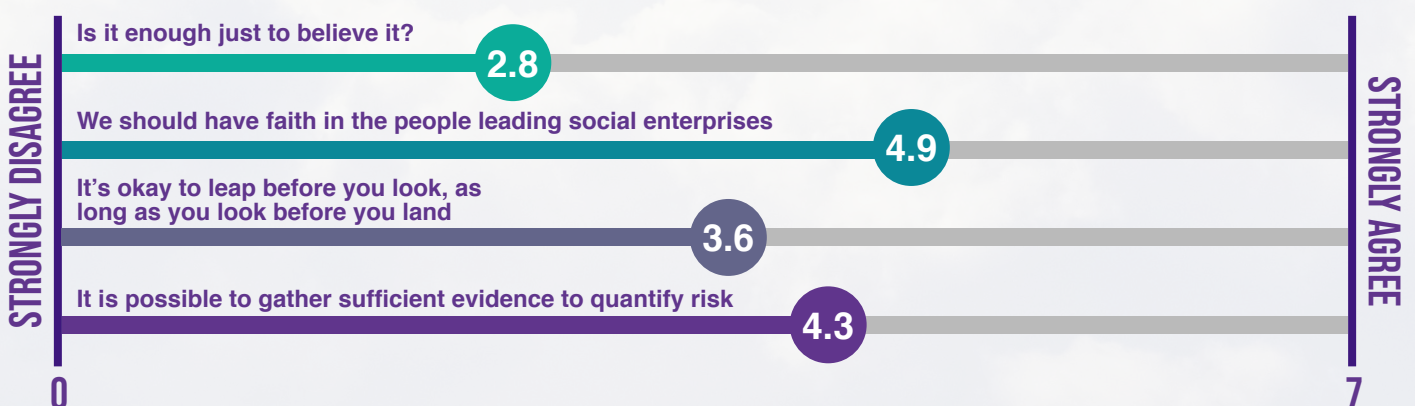 Is it enough just to believe it?
2.8
We should have faith in the people leading social enterprises
4.9
It’s okay to leap before you look, as
long as you look before you land
3.6
It is possible to gather sufficient evidence to quantify risk
4.3
STRONGLY DISAGREE
STRONGLY AGREE
0
7